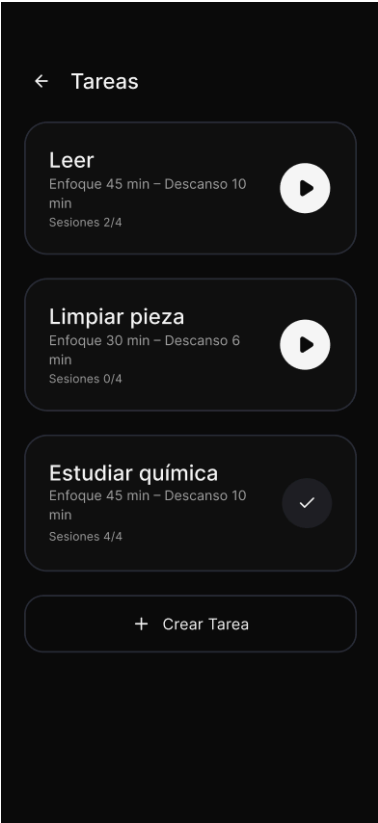 Tareas
Leer
Enfoque 45 min – Descanso 10
min
Sesiones 2/4
Limpiar pieza
Enfoque 30 min – Descanso 6
min
Sesiones 0/4
Estudiar química
Enfoque 45 min – Descanso 10
min
Sesiones 4/4
Crear Tarea